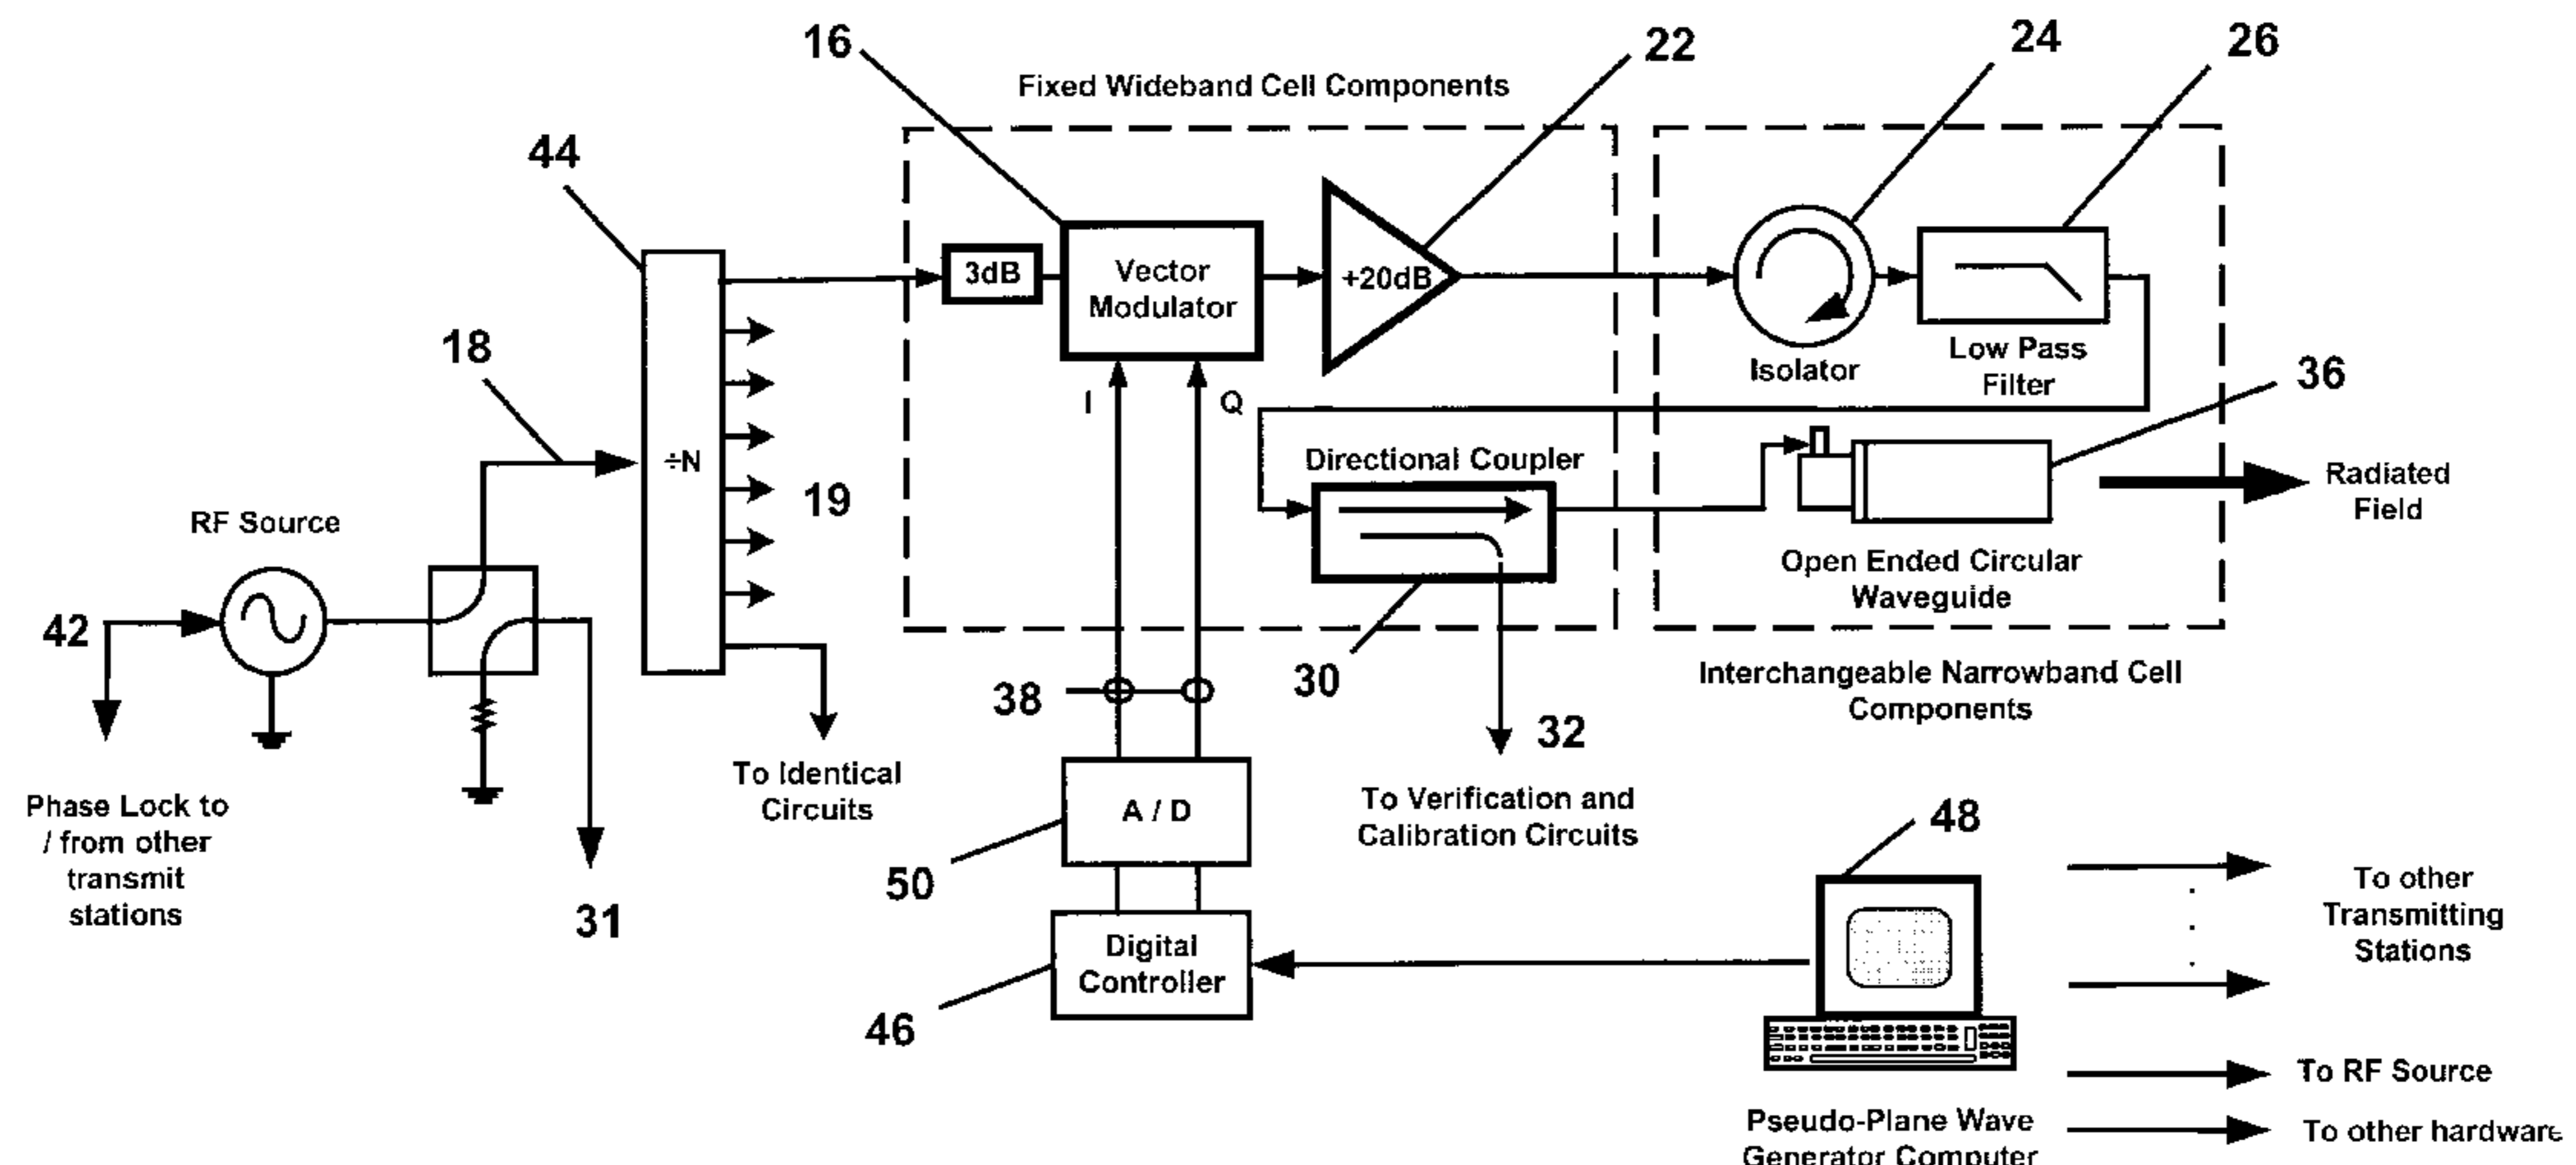 16
22
24
26
Fixed Wideband Cell Components
44
3dB
Vector
Modulator
+20dB
Isolator
Low Pass
Filter
36
18
I
Q
÷N
19
Directional Coupler
Radiated
Field
RF Source
Open Ended Circular
Waveguide
42
30
38
32
Interchangeable Narrowband Cell
Components
Phase Lock to
/ from other
transmit
stations
31
To Identical
Circuits
A / D
50
To Verification and
Calibration Circuits
48
To other
Transmitting
Stations
Digital
Controller
46
To RF Source
Pseudo-Plane Wave
Generator Computer
To other hardware